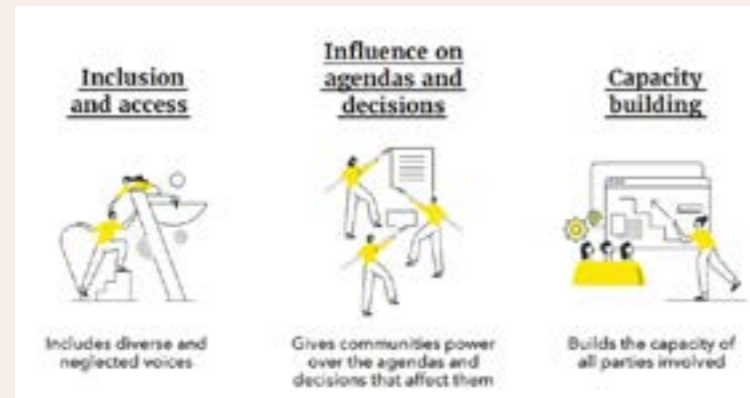 Inclusion
and access
Includes diverse and
neglected voices
Influence on
agendas and
decisions
Gives communities power
over the agendas and
decisions that affect them
Capacity
building
Builds the capacity of
all parties involved